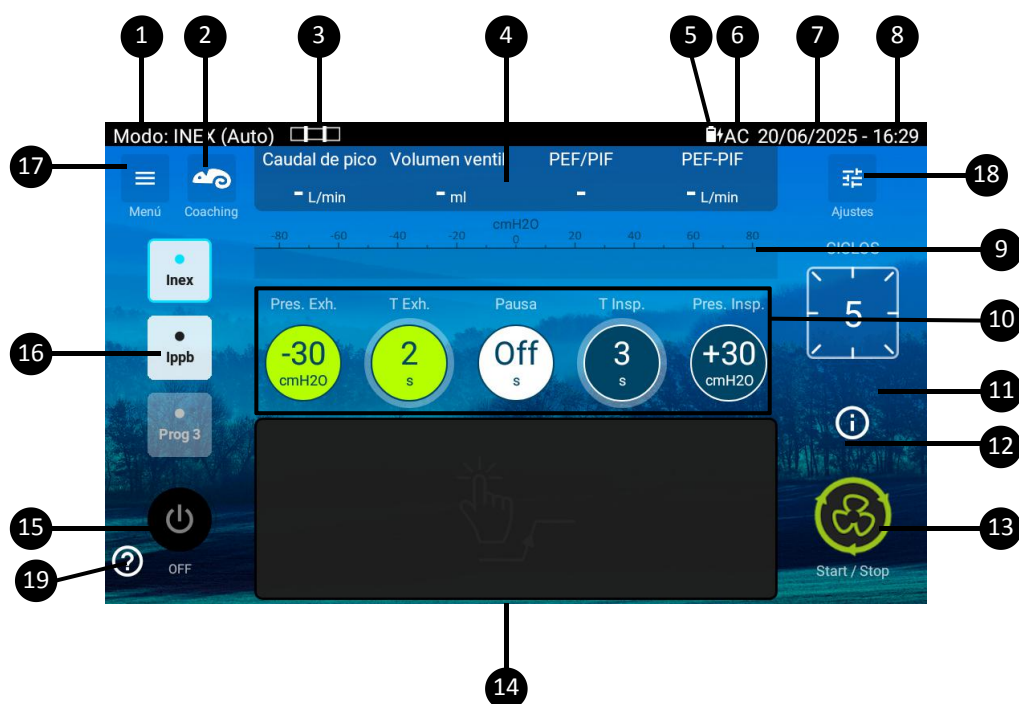 1 2 3 4 5 6 7 8
Modo: INEX (Auto) AC 20/06/2025 - 16:29
17
Menú
Coaching
Caudal de pico Volumen ventil PEF/PIF PEF-PIF
- L/min - ml - - L/min
18
Ajustes
cmH2O
-80 -60 -40 -20 0 20 40 60 80
9
CICLOS
5
Inex
Pres. Exh. T Exh. Pausa T Insp. Pres. Insp.
10
-30 2 Off 3 +30
cmH2O s s s cmH2O
16
Ippb
11
Prog 3
i
12
15
OFF
13
Start / Stop
?
19
14